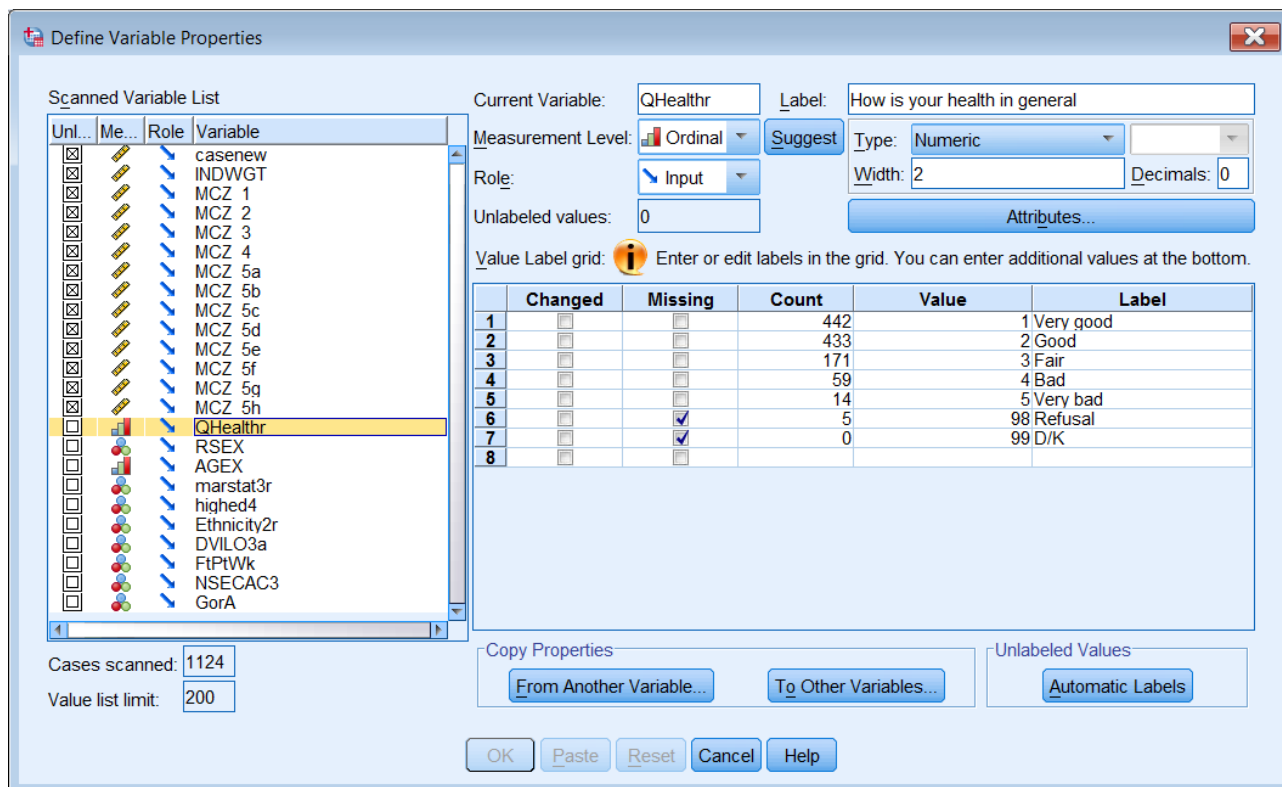 Define Variable Properties
Scanned Variable List
Unl... Me... Role Variable
casenew
INDWGT
MCZ 1
MCZ 2
MCZ 3
MCZ 4
MCZ 5a
MCZ 5b
MCZ 5c
MCZ 5d
MCZ 5e
MCZ 5f
MCZ 5g
MCZ 5h
QHealthr
RSEX
AGEX
marstat3r
highed4
Ethnicity2r
DVILO3a
FtPtWk
NSECAC3
GorA
Cases scanned: 1124
Value list limit: 200
Current Variable: QHealthr Label: How is your health in general
Measurement Level: Ordinal Suggest Type: Numeric
Role: Input Width: 2 Decimals: 0
Unlabeled values: 0 Attributes...
Value Label grid: i Enter or edit labels in the grid. You can enter additional values at the bottom.
Changed Missing Count Value Label
1 442 1 Very good
2 433 2 Good
3 171 3 Fair
4 59 4 Bad
5 14 5 Very bad
6 5 98 Refusal
7 0 99 D/K
8
Copy Properties Unlabeled Values
From Another Variable... To Other Variables... Automatic Labels
OK Paste Reset Cancel Help